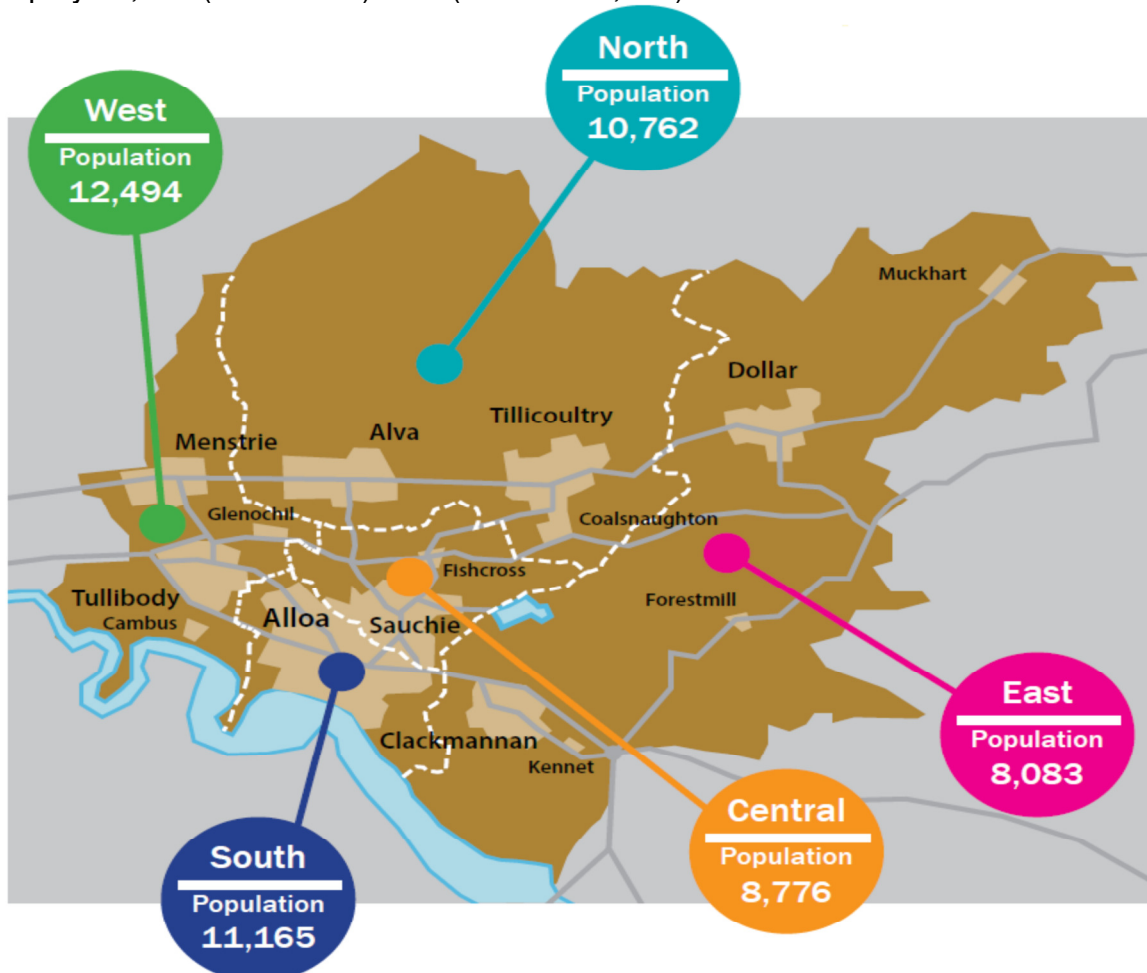 North
Population
10,762
West
Population
12,494
Muckhart
Dollar
Tillicoultry
Alva
Menstrie
Glenochil
Coalsnaughton
Fishcross
Forestmill
Tullibody
Cambus
Alloa
Sauchie
Clackmannan
Kennet
East
Population
8,083
Central
Population
8,776
South
Population
11,165